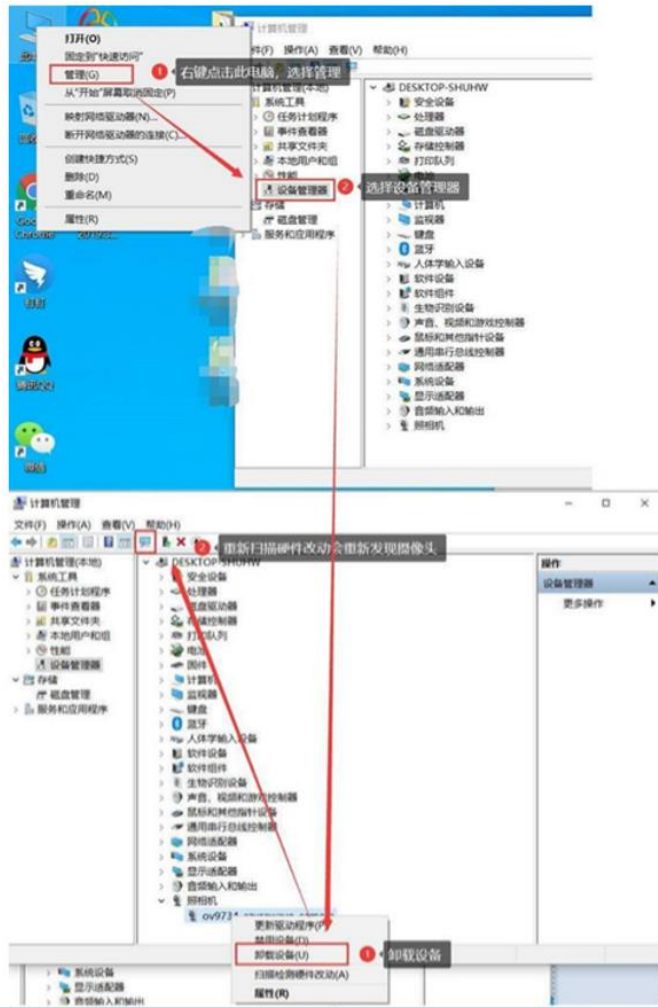 打开(O)
固定到"快速访问"
管理(G)
1 右键点击此电脑，选择管理
从"开始"屏幕取消固定(P)
映射网络驱动器(N)...
断开网络驱动器的连接(C)...
创建快捷方式(S)
删除(D)
重命名(M)
属性(R)
Chrome
钉钉
腾讯QQ
微信
计算机管理
文件(F) 操作(A) 查看(V) 帮助(H)
计算机管理(本地)
系统工具
任务计划程序
事件查看器
共享文件夹
本地用户和组
性能
设备管理器
2 选择设备管理器
存储
磁盘管理
服务和应用程序
DESKTOP-SHUHW
安全设备
处理器
磁盘驱动器
存储控制器
打印队列
电池
计算机
监视器
键盘
蓝牙
人体学输入设备
软件设备
软件组件
生物识别设备
声音、视频和游戏控制器
鼠标和其他指针设备
通用串行总线控制器
网络适配器
系统设备
显示适配器
音频输入和输出
照相机
计算机管理
文件(F) 操作(A) 查看(V) 帮助(H)
2 重新扫描硬件改动会重新发现摄像头
计算机管理(本地)
系统工具
任务计划程序
事件查看器
共享文件夹
本地用户和组
性能
设备管理器
存储
磁盘管理
服务和应用程序
DESKTOP-SHUHW
安全设备
处理器
磁盘驱动器
存储控制器
打印队列
电池
固件
计算机
监视器
键盘
蓝牙
人体学输入设备
软件设备
软件组件
生物识别设备
声音、视频和游戏控制器
鼠标和其他指针设备
通用串行总线控制器
网络适配器
系统设备
显示适配器
音频输入和输出
照相机
ov9734
操作
设备管理器
更多操作
更新驱动程序(P)
禁用设备(D)
卸载设备(U)
1 卸载设备
扫描检测硬件改动(A)
属性(R)
系统设备
显示适配器
音频输入和输出